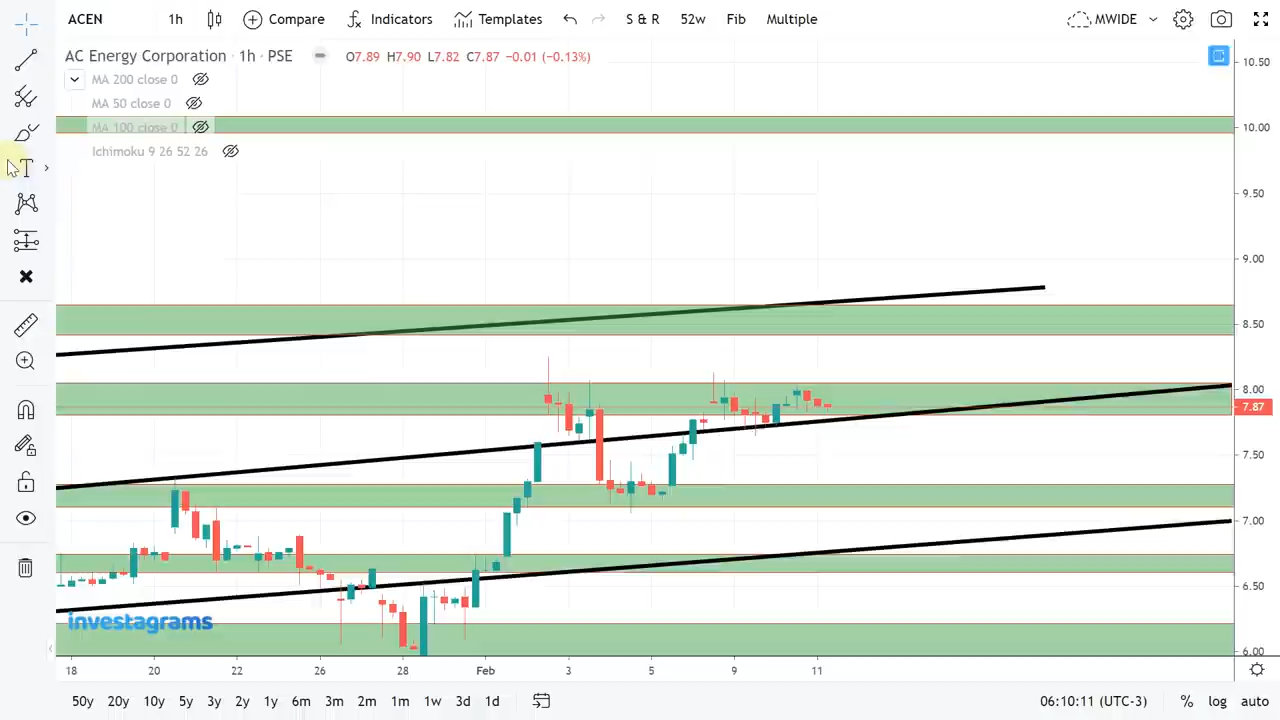 ACEN 1h Compare Indicators Templates S & R 52w Fib Multiple MWIDE
AC Energy Corporation · 1h · PSE O7.89 H7.90 L7.82 C7.87 −0.01 (−0.13%)
MA 200 close 0
MA 50 close 0
MA 100 close 0
Ichimoku 9 26 52 26
T
10.50
10.00
9.50
9.00
8.50
8.00
7.87
7.50
7.00
6.50
6.00
investagrams
18 20 22 26 28 Feb 3 5 9 11
50y 20y 10y 5y 3y 2y 1y 6m 3m 2m 1m 1w 3d 1d 06:10:11 (UTC-3) % log auto